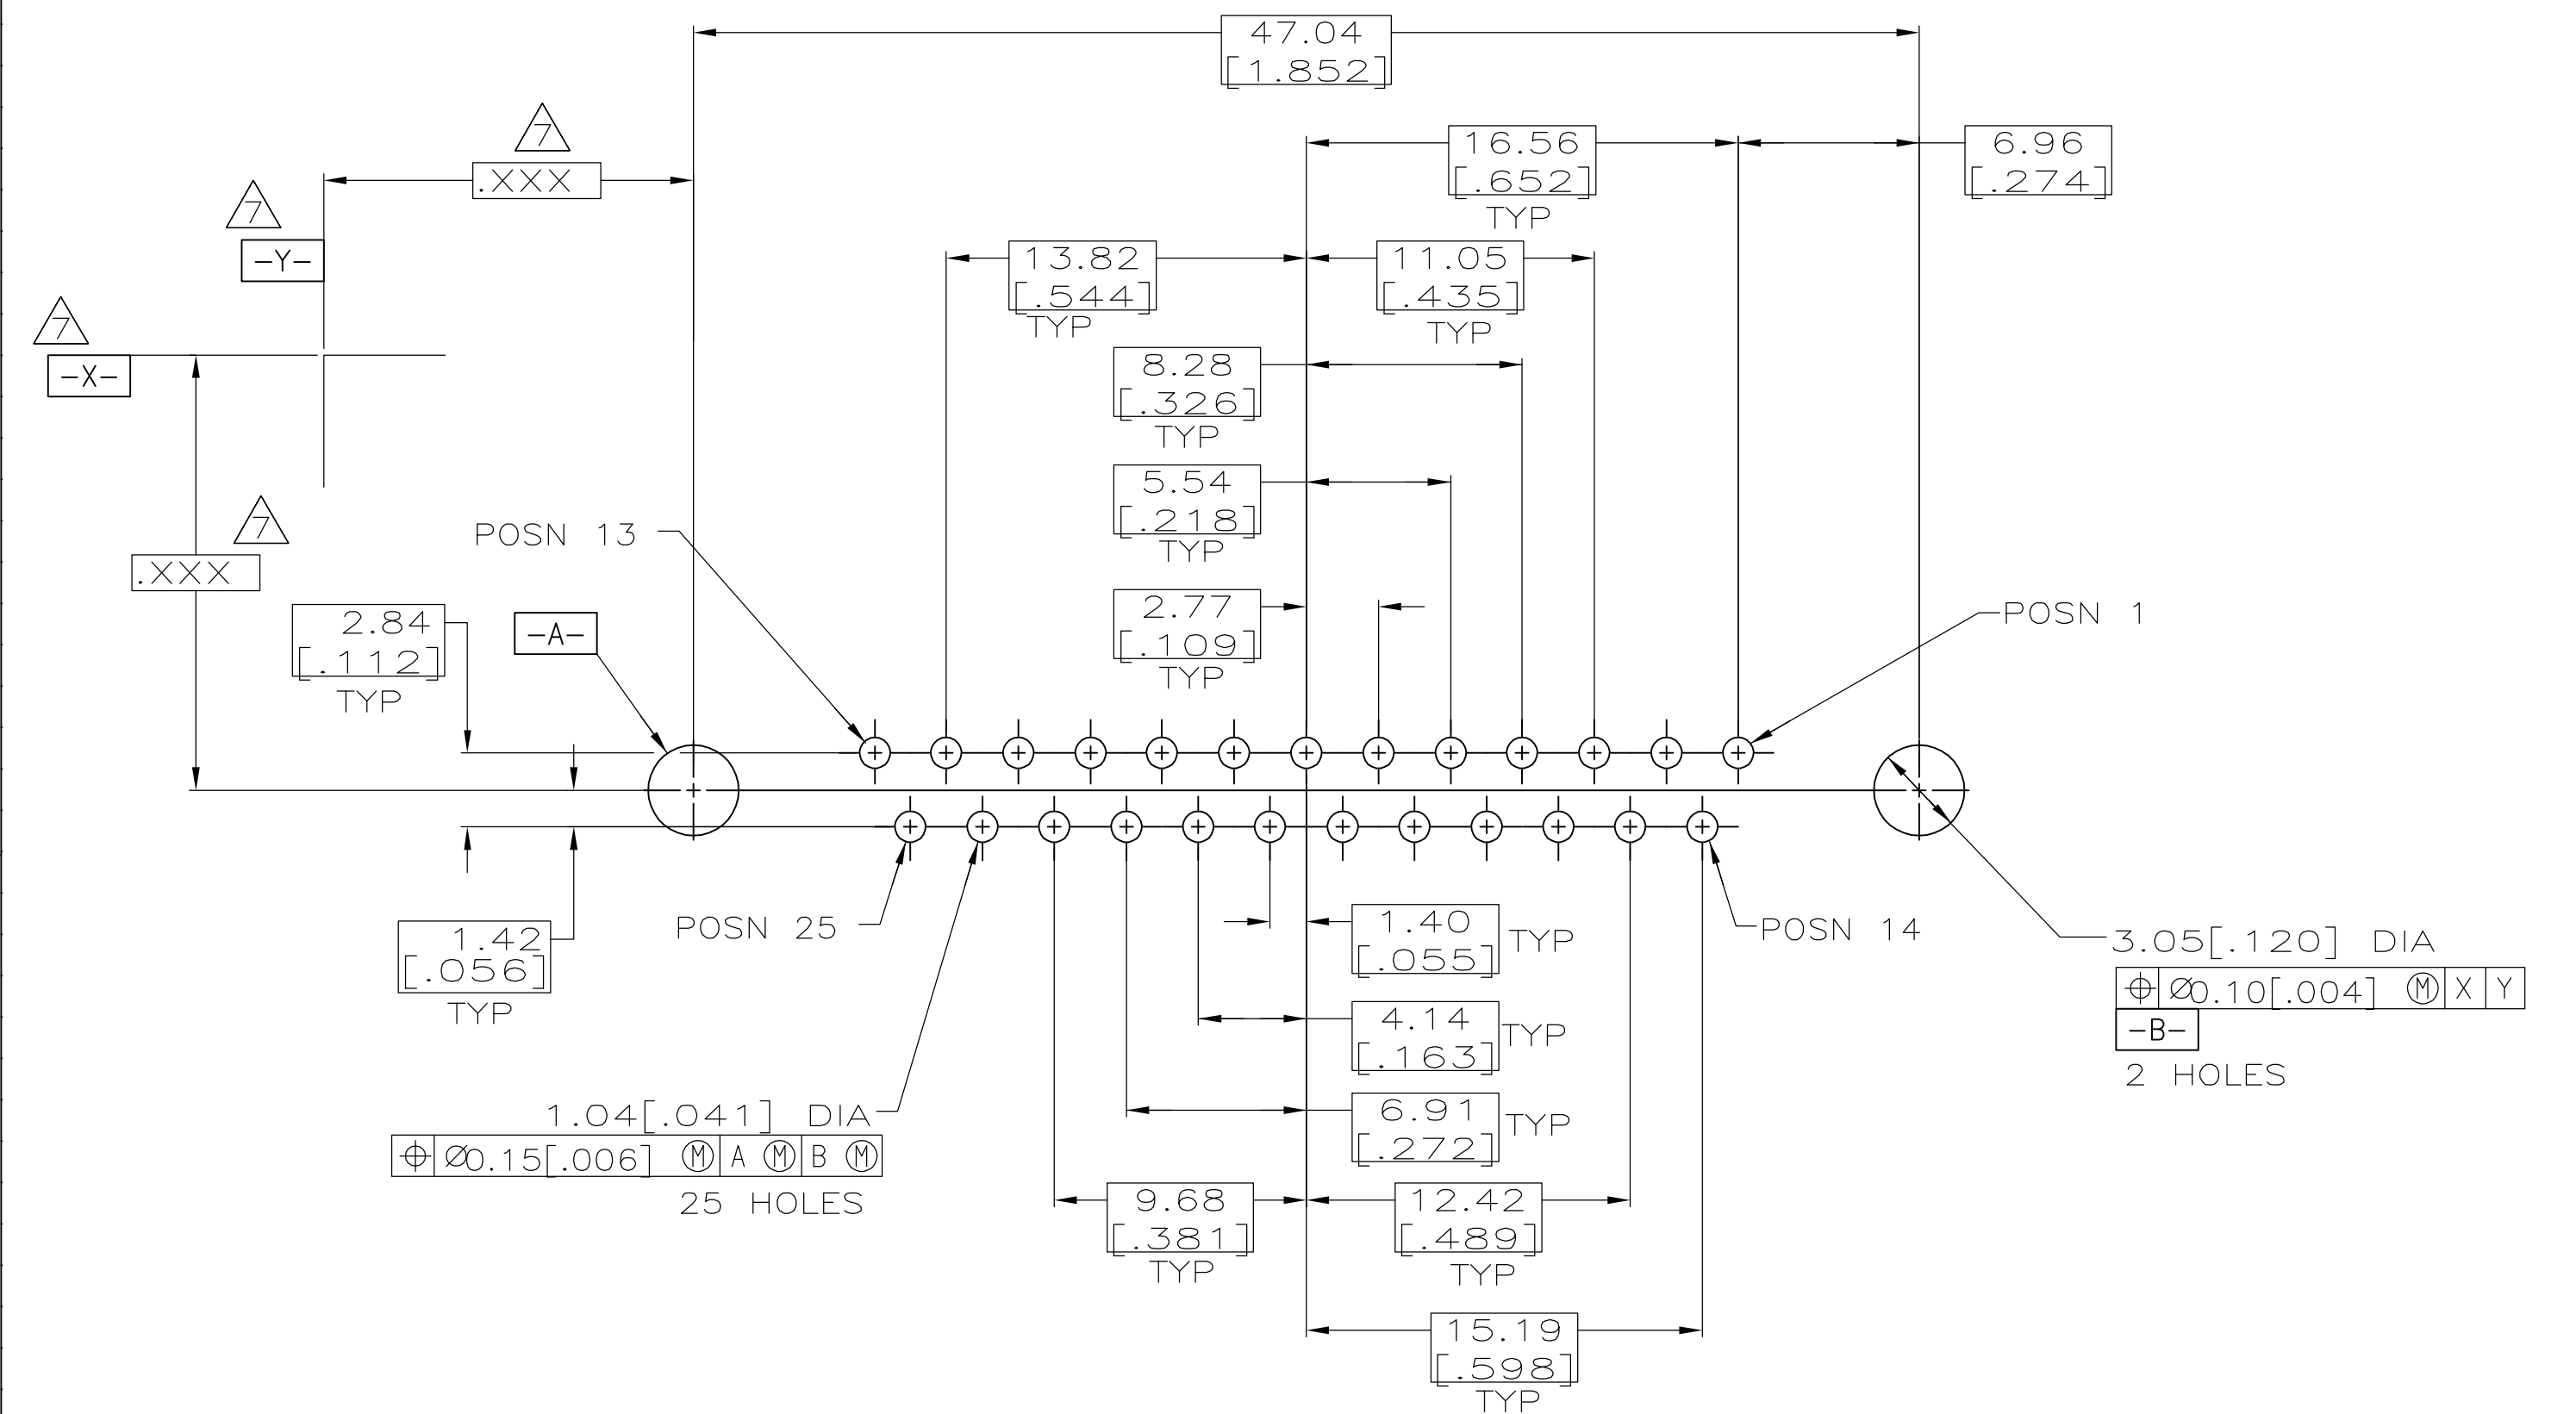 47.04
[1.852]
7
16.56
[.652]
TYP
6.96
[.274]
.XXX
7
-Y-
13.82
[.544]
TYP
11.05
[.435]
TYP
7
-X-
8.28
[.326]
TYP
5.54
[.218]
TYP
7
POSN 13
.XXX
2.77
[.109]
TYP
2.84
[.112]
TYP
-A-
POSN 1
1.42
[.056]
TYP
POSN 25
1.40
[.055]
TYP
POSN 14
3.05[.120] DIA
⌖ Ø0.10[.004] Ⓜ X Y
-B-
2 HOLES
4.14
[.163]
TYP
1.04[.041] DIA
⌖ Ø0.15[.006] Ⓜ A Ⓜ B Ⓜ
25 HOLES
6.91
[.272]
TYP
9.68
[.381]
TYP
12.42
[.489]
TYP
15.19
[.598]
TYP